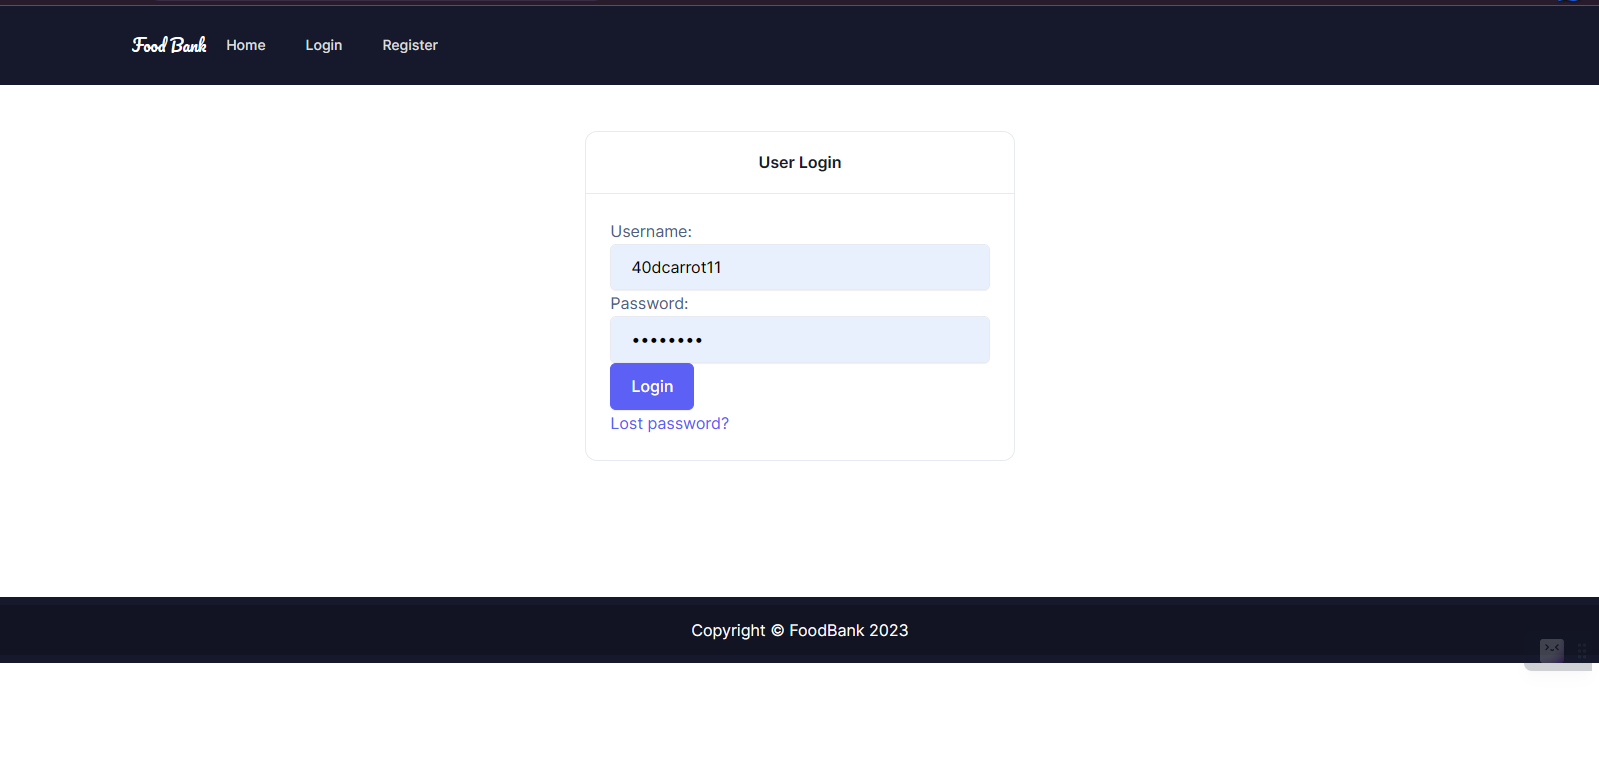 Food Bank Home Login Register
User Login
Username:
40dcarrot11
Password:
••••••••
Login
Lost password?
Copyright © FoodBank 2023